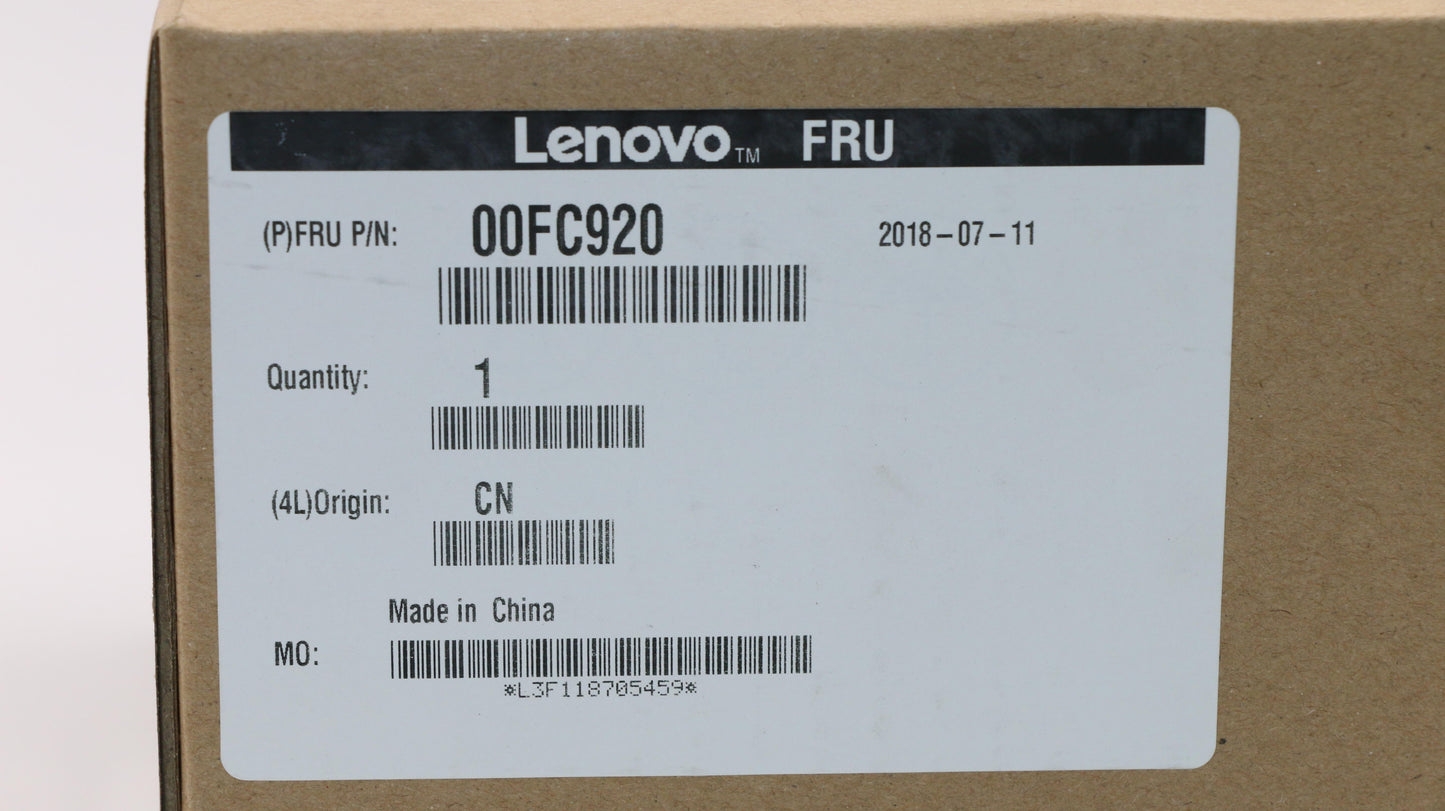 Lenovo™ FRU
(P)FRU P/N: 00FC920 2018-07-11
Quantity: 1
(4L)Origin: CN
Made in China
MO:
*L3F118705459*